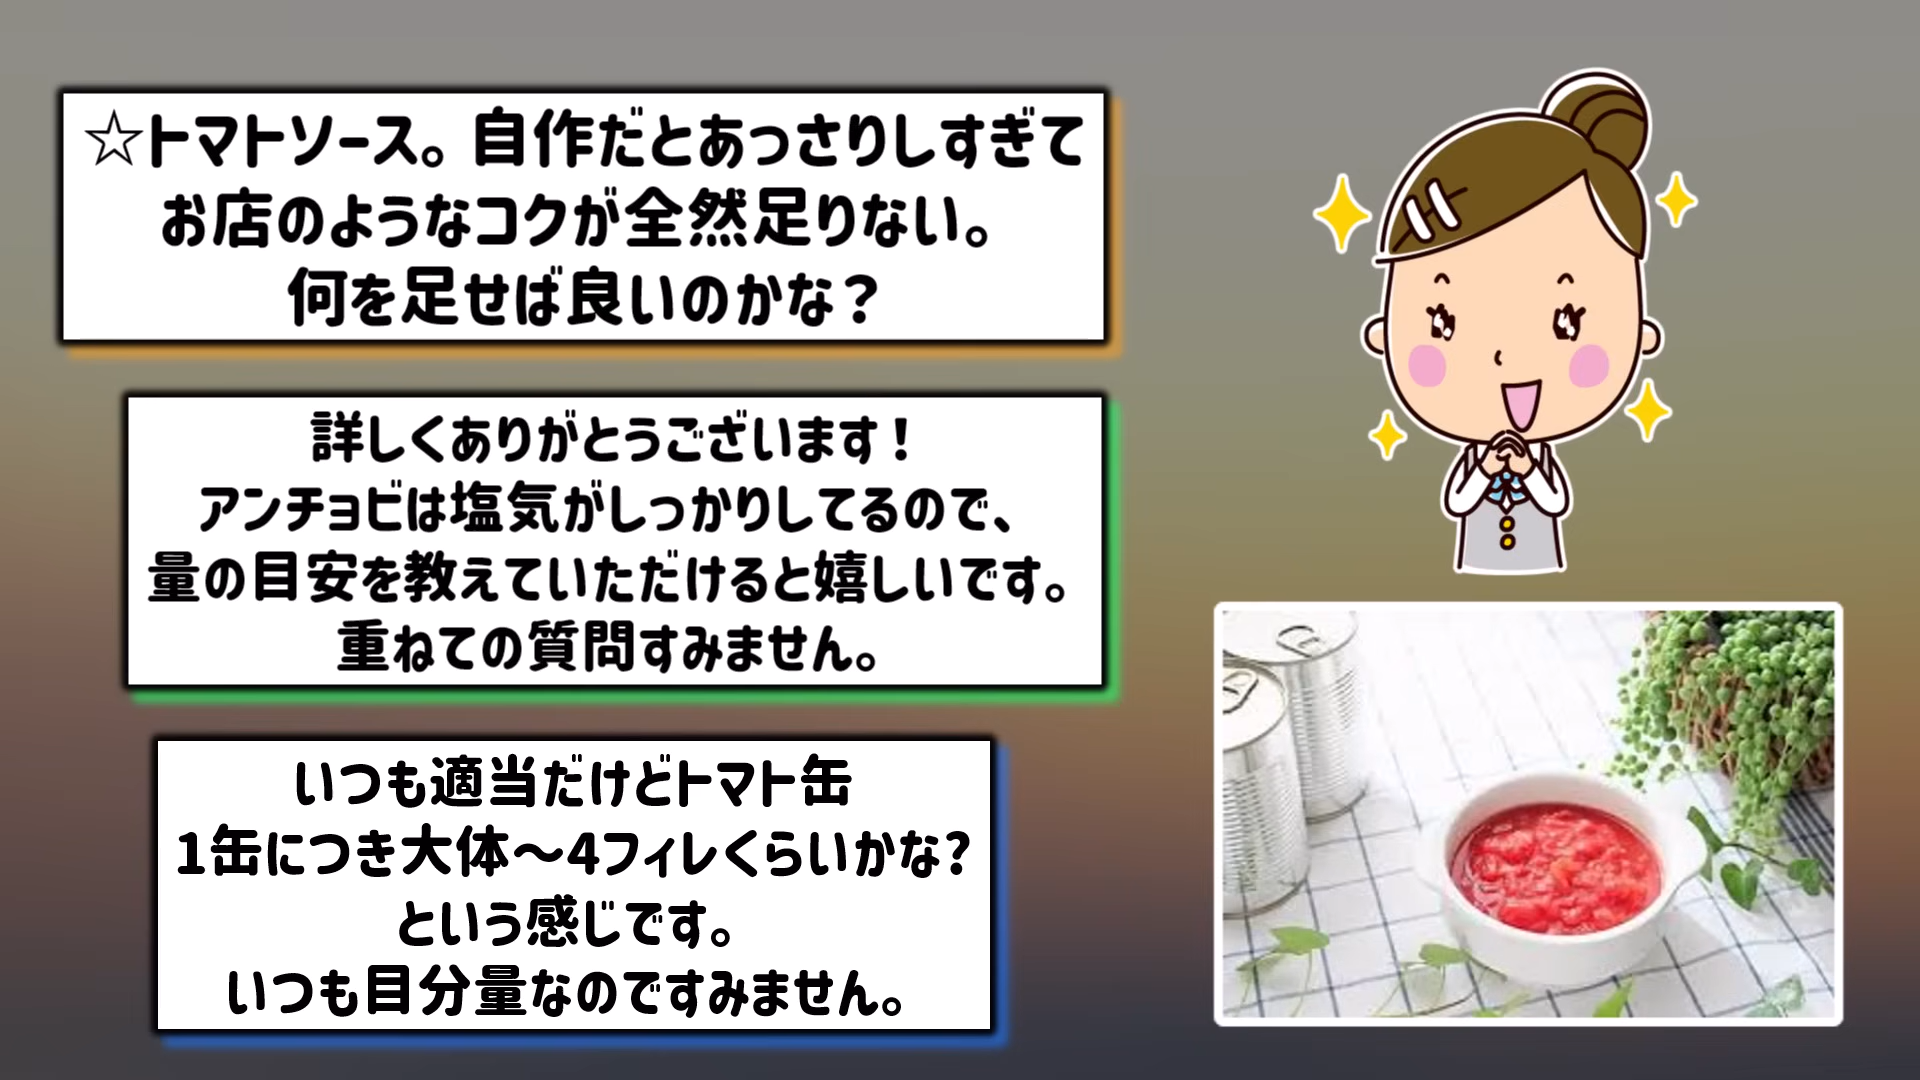 ☆トマトソース。自作だとあっさりしすぎて
お店のようなコクが全然足りない。
何を足せば良いのかな？
詳しくありがとうございます！
アンチョビは塩気がしっかりしてるので、
量の目安を教えていただけると嬉しいです。
重ねての質問すみません。
いつも適当だけどトマト缶
1缶につき大体～4フィレくらいかな?
という感じです。
いつも目分量なのですみません。